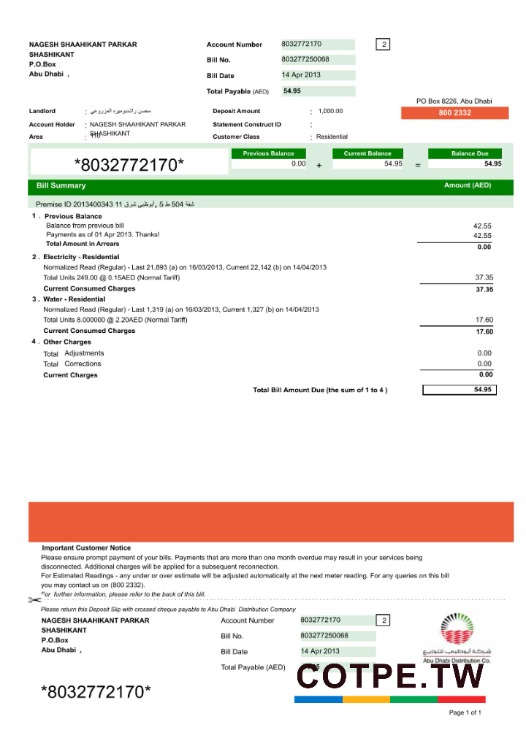 NAGESH SHAAHIKANT PARKAR
SHASHIKANT
P.O.Box
Abu Dhabi ,
Account Number 8032772170 2
Bill No. 803277250068
Bill Date 14 Apr 2013
Total Payable (AED) 54.95
PO Box 8226, Abu Dhabi
800 2332
Landlord :
Deposit Amount : 1,000.00
Account Holder : NAGESH SHAAHIKANT PARKAR
SHASHIKANT
Statement Construct ID :
Area :
Customer Class : Residential
*8032772170*
Previous Balance Current Balance Balance Due
0.00 + 54.95 = 54.95
Bill Summary Amount (AED)
Premise ID 2013400343 شقة 504 ط 5 ,أبوظبي شرق 11
1 . Previous Balance
Balance from previous bill 42.55
Payments as of 01 Apr 2013, Thanks! 42.55
Total Amount in Arrears 0.00
2 . Electricity - Residential
Normalized Read (Regular) - Last 21,893 (a) on 16/03/2013, Current 22,142 (b) on 14/04/2013
Total Units 249.00 @ 0.15AED (Normal Tariff) 37.35
Current Consumed Charges 37.35
3 . Water - Residential
Normalized Read (Regular) - Last 1,319 (a) on 16/03/2013, Current 1,327 (b) on 14/04/2013
Total Units 8.000000 @ 2.20AED (Normal Tariff) 17.60
Current Consumed Charges 17.60
4 . Other Charges
Total Adjustments 0.00
Total Corrections 0.00
Current Charges 0.00
Total Bill Amount Due (the sum of 1 to 4 ) 54.95
Important Customer Notice
Please ensure prompt payment of your bills. Payments that are more than one month overdue may result in your services being
disconnected. Additional charges will be applied for a subsequent reconnection.
For Estimated Readings - any under or over estimate will be adjusted automatically at the next meter reading. For any queries on this bill
you may contact us on (800 2332).
For further information, please refer to the back of this bill.
Please return this Deposit Slip with crossed cheque payable to Abu Dhabi Distribution Company
NAGESH SHAAHIKANT PARKAR
SHASHIKANT
P.O.Box
Abu Dhabi ,
Account Number 8032772170 2
Bill No. 803277250068
Bill Date 14 Apr 2013
Total Payable (AED)
شركة أبوظبي للتوزيع
Abu Dhabi Distribution Co.
COTPE.TW
*8032772170*
Page 1 of 1